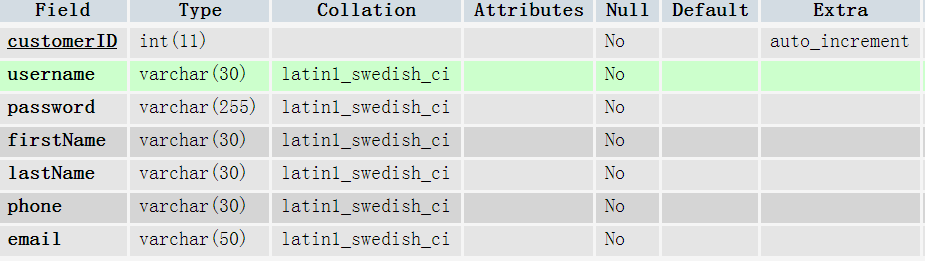 Field Type Collation Attributes Null Default Extra
customerID int(11) No auto_increment
username varchar(30) latin1_swedish_ci No
password varchar(255) latin1_swedish_ci No
firstName varchar(30) latin1_swedish_ci No
lastName varchar(30) latin1_swedish_ci No
phone varchar(30) latin1_swedish_ci No
email varchar(50) latin1_swedish_ci No